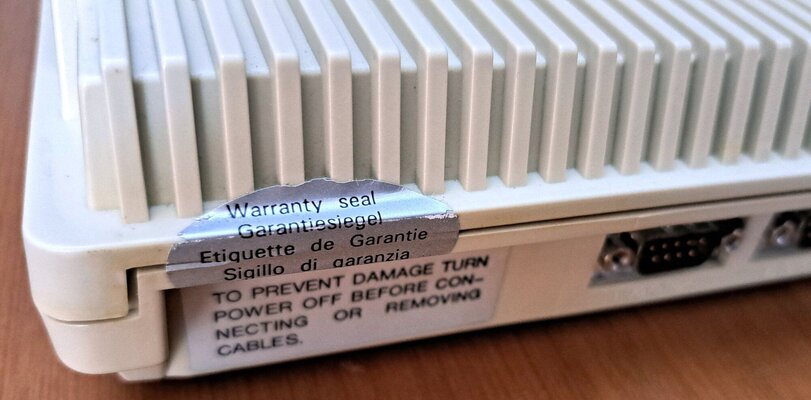 Warranty seal
Garantiesiegel
Etiquette de Garantie
Sigillo di garanzia
TO PREVENT DAMAGE TURN
POWER OFF BEFORE CON-
NECTING OR REMOVING
CABLES.